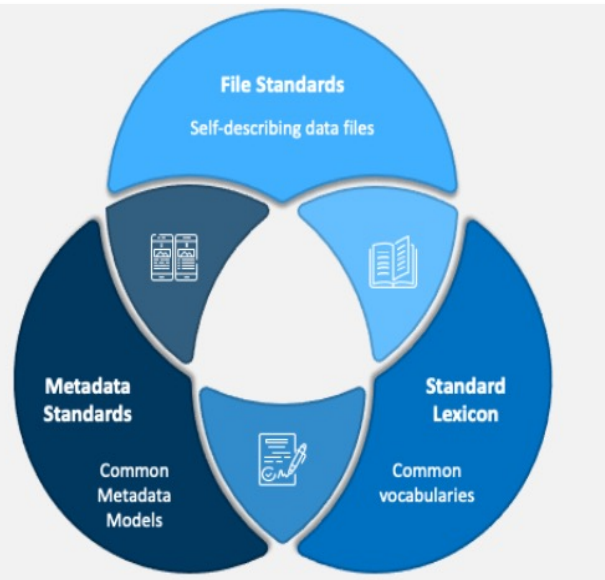 File Standards
Self-describing data files
Metadata
Standards
Common
Metadata
Models
Standard
Lexicon
Common
vocabularies